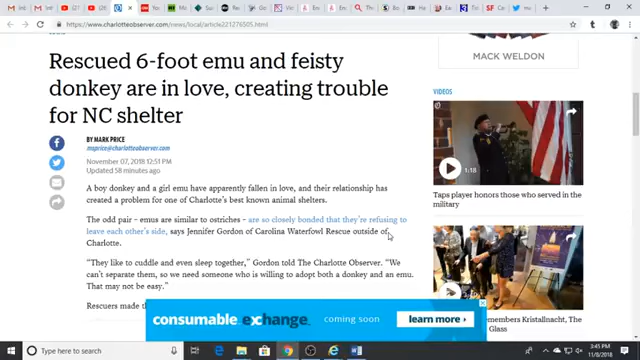 www.charlotteobserver.com/news/local/article221276505.html
Rescued 6-foot emu and feisty
donkey are in love, creating trouble
for NC shelter
BY MARK PRICE
msprice@charlotteobserver.com
November 07, 2018 12:51 PM
Updated 58 minutes ago
A boy donkey and a girl emu have apparently fallen in love, and their relationship has
created a problem for one of Charlotte's best known animal shelters.
The odd pair - emus are similar to ostriches - are so closely bonded that they're refusing to
leave each other's side, says Jennifer Gordon of Carolina Waterfowl Rescue outside of
Charlotte.
"They like to cuddle and even sleep together," Gordon told The Charlotte Observer. "We
can't separate them, so we need someone who is willing to adopt both a donkey and an emu.
That may not be easy."
Rescuers made th
MACK WELDON
VIDEOS
1:18
Taps player honors those who served in the
military
emembers Kristallnacht, The
Glass
consumable exchange.
coming soon
learn more ▸
Type here to search
3:45 PM
11/8/2018